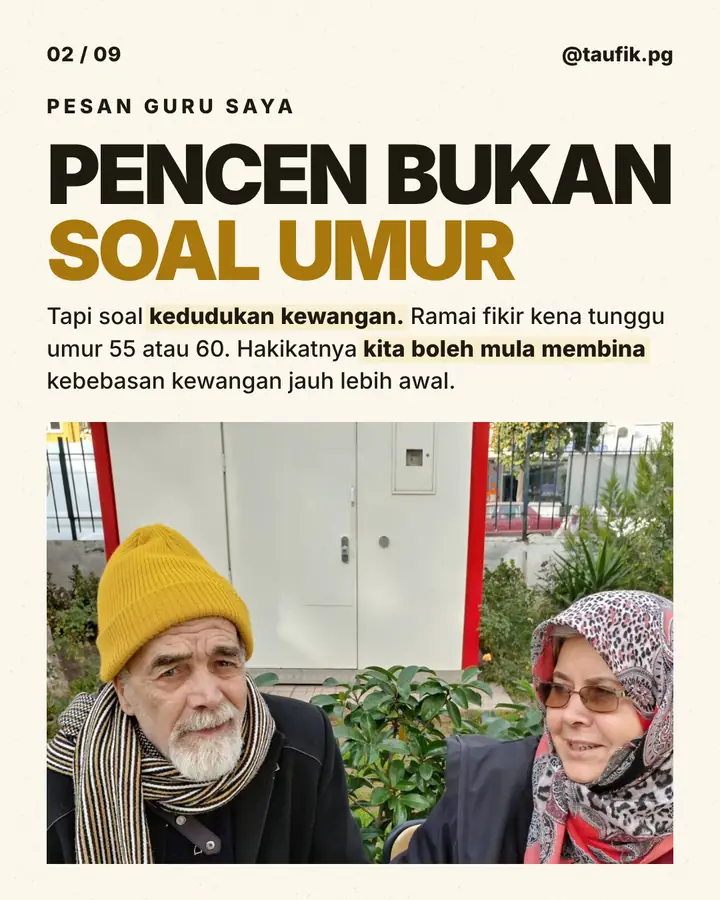 02 / 09
@taufik.pg
PESAN GURU SAYA
PENCEN BUKAN
SOAL UMUR
Tapi soal kedudukan kewangan. Ramai fikir kena tunggu
umur 55 atau 60. Hakikatnya kita boleh mula membina
kebebasan kewangan jauh lebih awal.